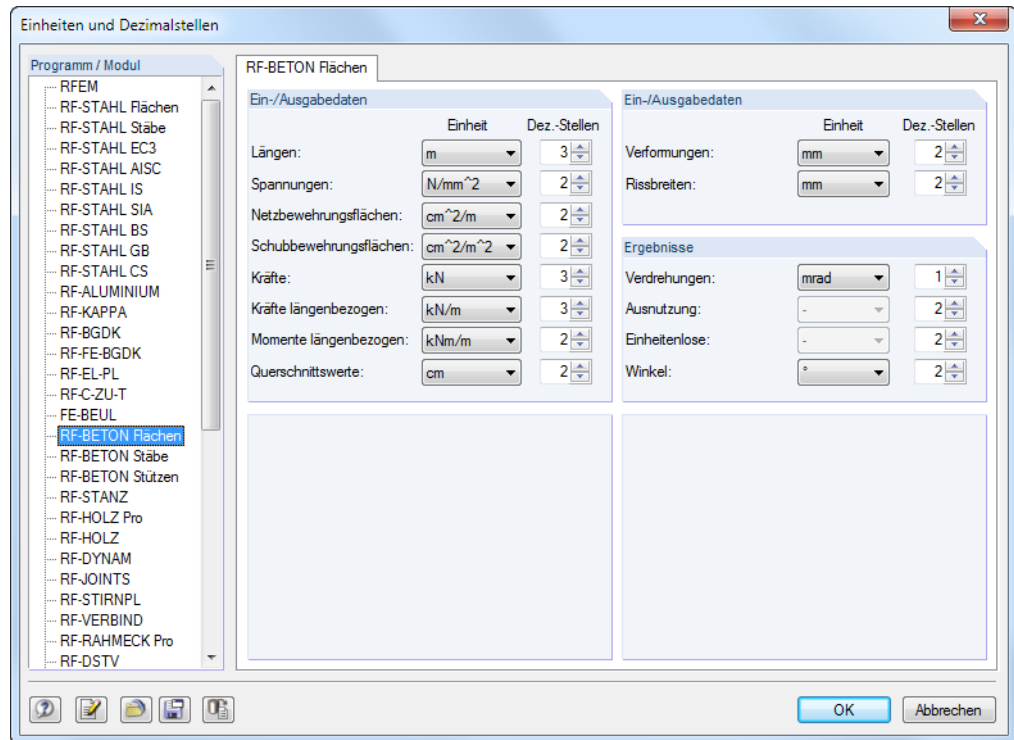 Einheiten und Dezimalstellen
Programm / Modul
RFEM
RF-STAHL Flächen
RF-STAHL Stäbe
RF-STAHL EC3
RF-STAHL AISC
RF-STAHL IS
RF-STAHL SIA
RF-STAHL BS
RF-STAHL GB
RF-STAHL CS
RF-ALUMINIUM
RF-KAPPA
RF-BGDK
RF-FE-BGDK
RF-EL-PL
RF-C-ZU-T
FE-BEUL
RF-BETON Flächen
RF-BETON Stäbe
RF-BETON Stützen
RF-STANZ
RF-HOLZ Pro
RF-HOLZ
RF-DYNAM
RF-JOINTS
RF-STIRNPL
RF-VERBIND
RF-RAHMECK Pro
RF-DSTV
RF-BETON Flächen
Ein-/Ausgabedaten
Einheit Dez.-Stellen
Längen: m 3
Spannungen: N/mm^2 2
Netzbewehrungsflächen: cm^2/m 2
Schubbewehrungsflächen: cm^2/m^2 2
Kräfte: kN 3
Kräfte längenbezogen: kN/m 3
Momente längenbezogen: kNm/m 2
Querschnittswerte: cm 2
Ein-/Ausgabedaten
Einheit Dez.-Stellen
Verformungen: mm 2
Rissbreiten: mm 2
Ergebnisse
Verdrehungen: mrad 1
Ausnutzung: - 2
Einheitenlose: - 2
Winkel: ° 2
OK Abbrechen